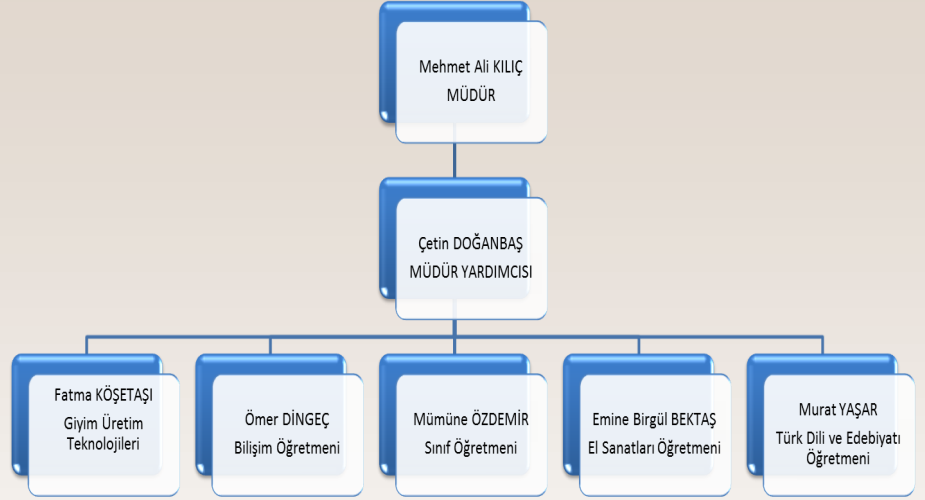 Mehmet Ali KILIÇ
MÜDÜR
Çetin DOĞANBAŞ
MÜDÜR YARDIMCISI
Fatma KÖŞETAŞI
Giyim Üretim
Teknolojileri
Ömer DİNGEÇ
Bilişim Öğretmeni
Mümüne ÖZDEMİR
Sınıf Öğretmeni
Emine Birgül BEKTAŞ
El Sanatları Öğretmeni
Murat YAŞAR
Türk Dili ve Edebiyatı
Öğretmeni